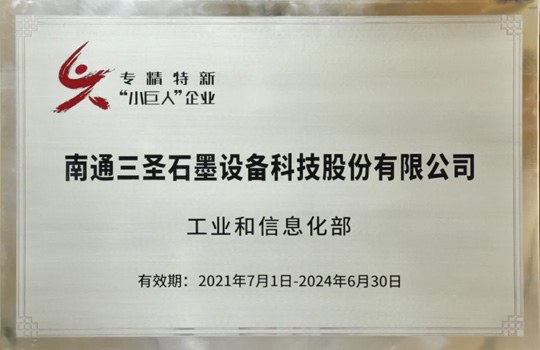 专精特新
“小巨人”企业
南通三圣石墨设备科技股份有限公司
工业和信息化部
有效期：2021年7月1日-2024年6月30日